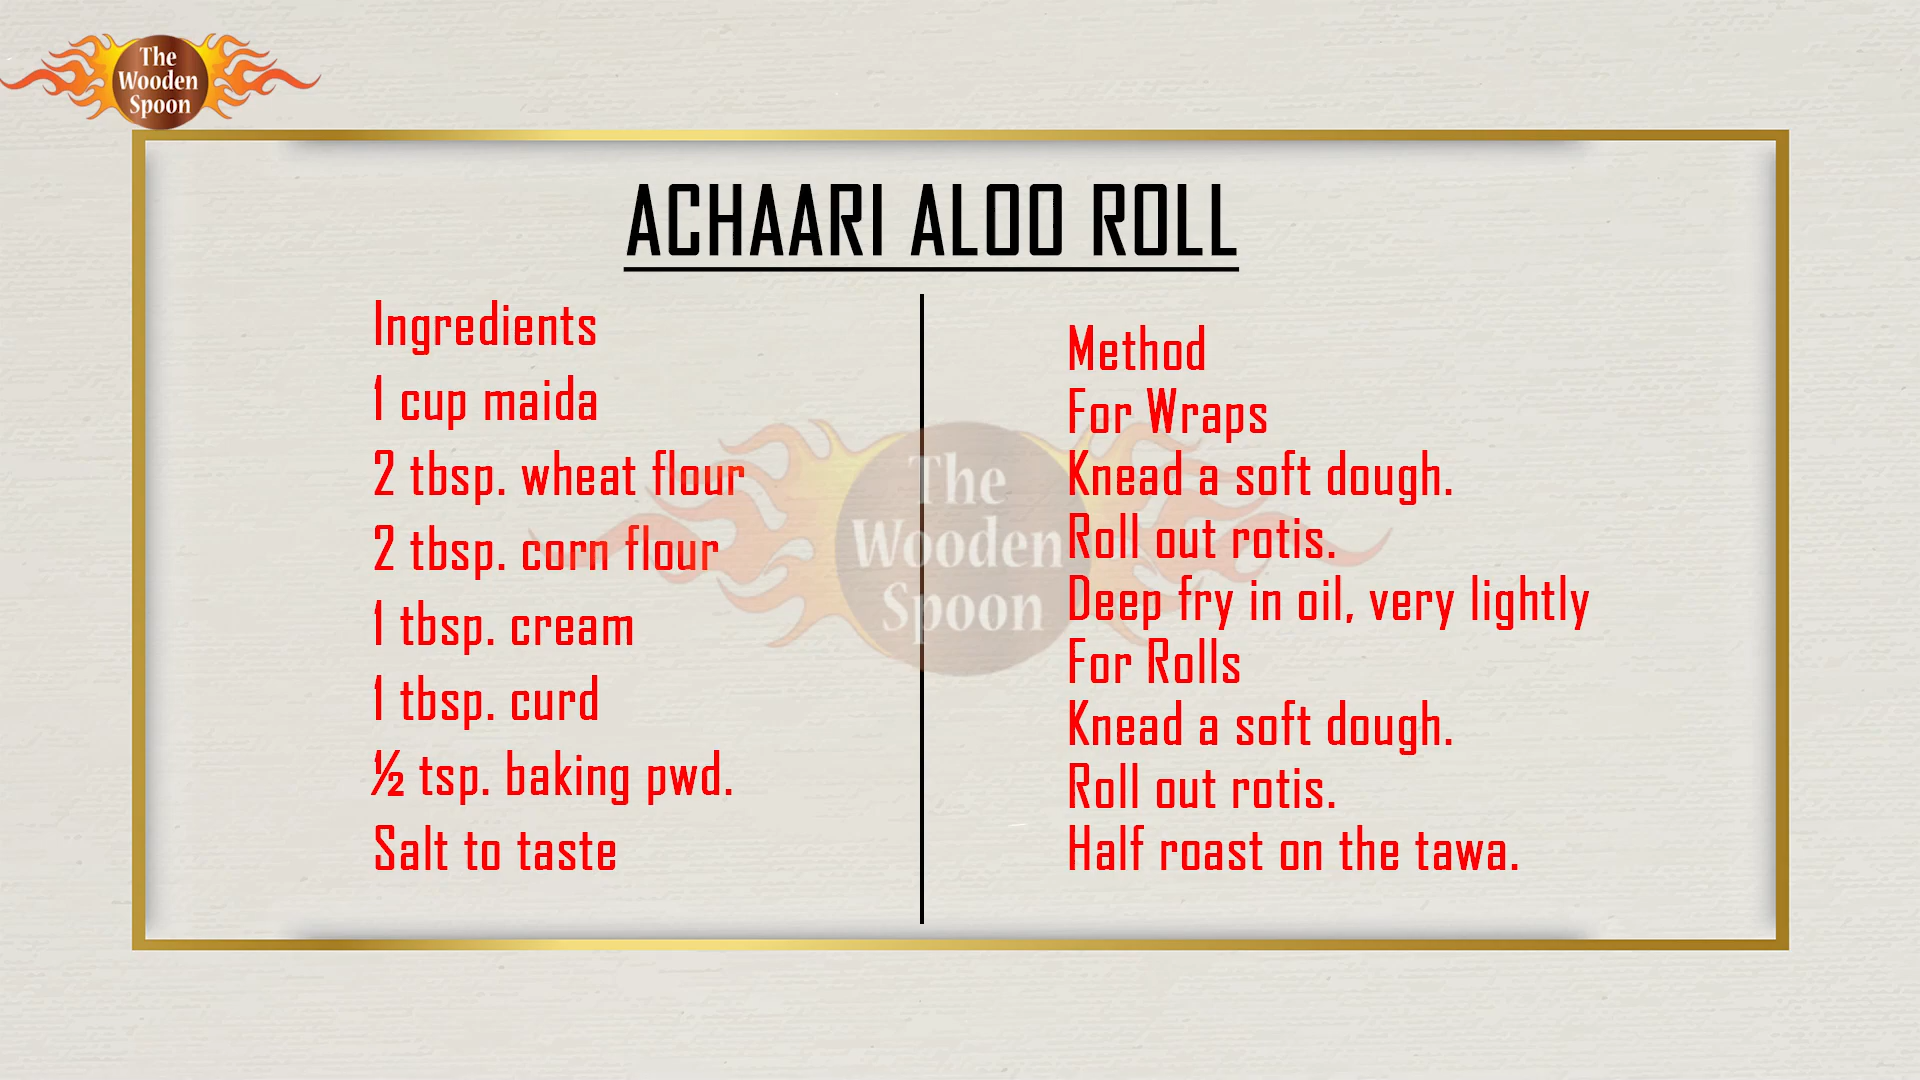 The
Wooden
Spoon
ACHAARI ALOO ROLL
Ingredients
1 cup maida
2 tbsp. wheat flour
2 tbsp. corn flour
1 tbsp. cream
1 tbsp. curd
½ tsp. baking pwd.
Salt to taste
Method
For Wraps
Knead a soft dough.
Roll out rotis.
Deep fry in oil, very lightly
For Rolls
Knead a soft dough.
Roll out rotis.
Half roast on the tawa.
The
Wooden
Spoon